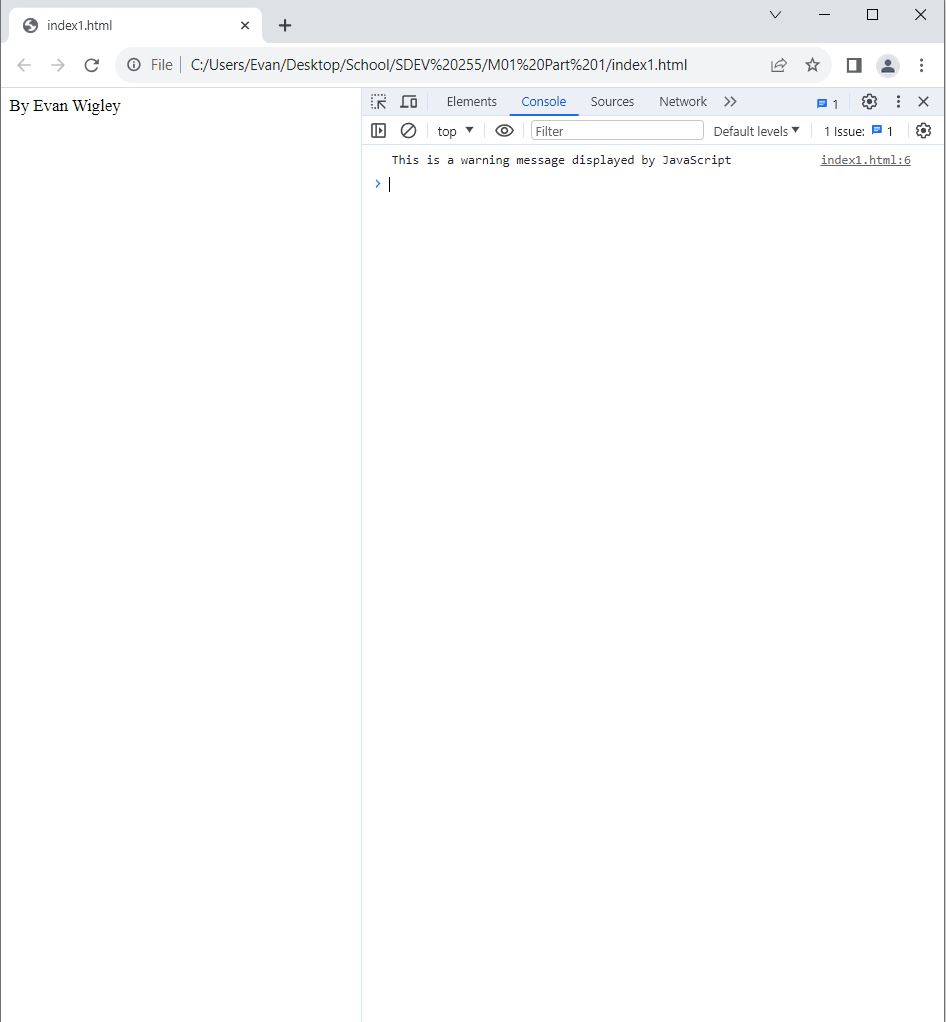 index1.html
File C:/Users/Evan/Desktop/School/SDEV%20255/M01%20Part%201/index1.html
By Evan Wigley
Elements Console Sources Network 1
top Filter Default levels 1 Issue: 1
This is a warning message displayed by JavaScript index1.html:6